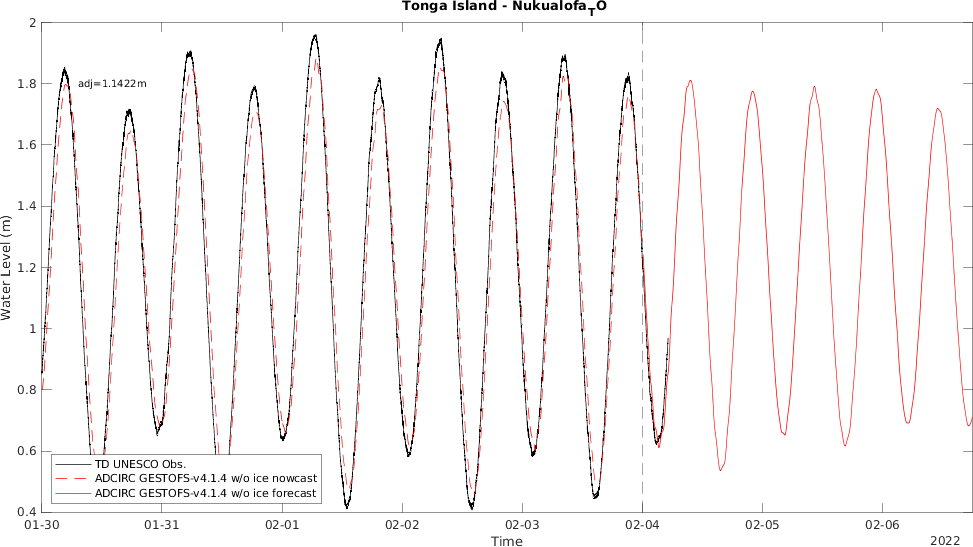 Tonga Island - Nukualofa_TO
2
adj=1.1422m
1.8
1.6
1.4
1.2
1
0.8
0.6
0.4
Water Level (m)
TD UNESCO Obs.
ADCIRC GESTOFS-v4.1.4 w/o ice nowcast
ADCIRC GESTOFS-v4.1.4 w/o ice forecast
01-30 01-31 02-01 02-02 02-03 02-04 02-05 02-06
Time
2022